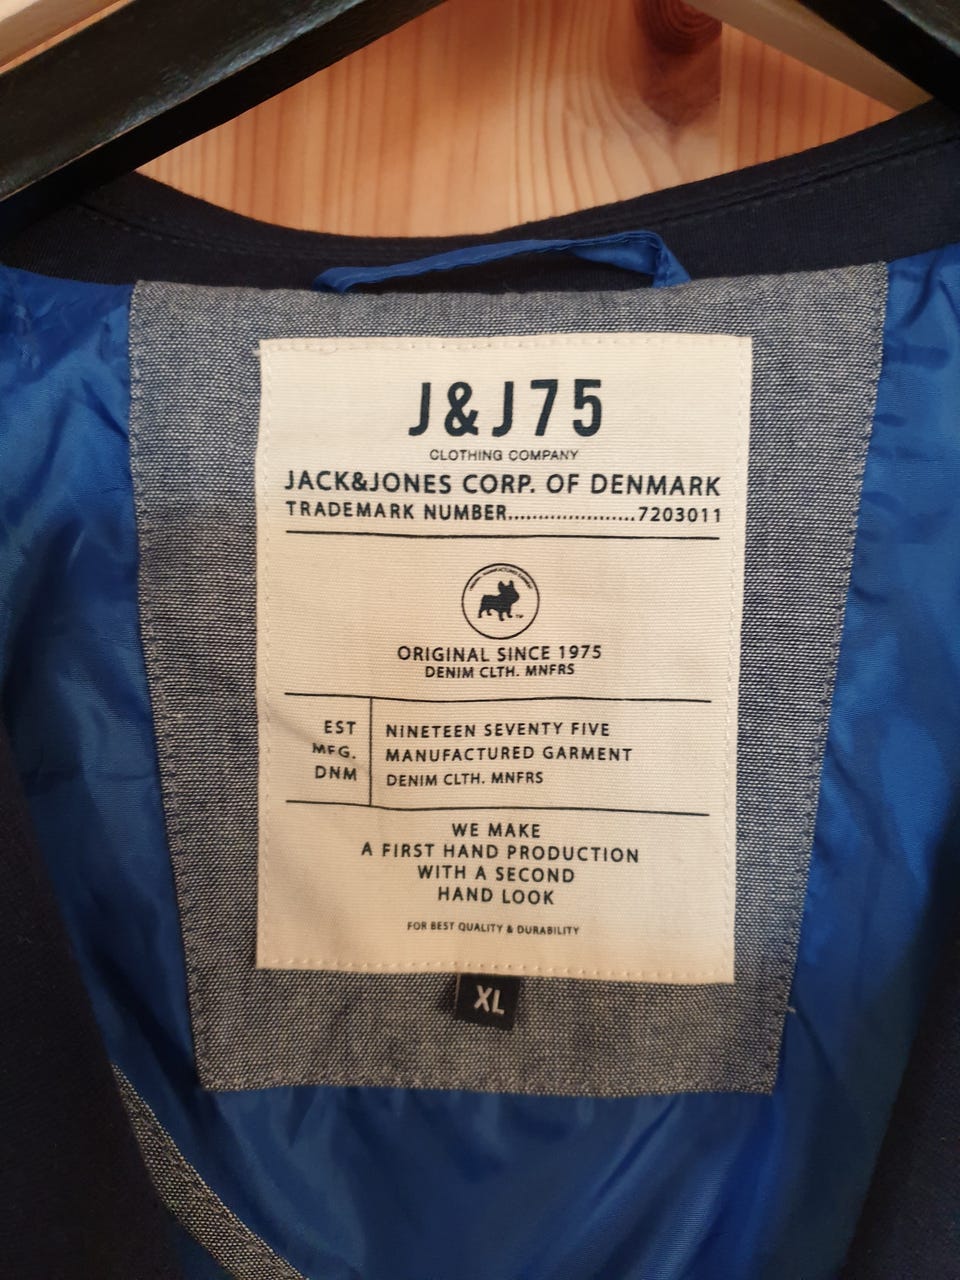 J&J75
CLOTHING COMPANY
JACK&JONES CORP. OF DENMARK
TRADEMARK NUMBER.....................7203011
ORIGINAL SINCE 1975
DENIM CLTH. MNFRS
EST NINETEEN SEVENTY FIVE
MFG. MANUFACTURED GARMENT
DNM DENIM CLTH. MNFRS
WE MAKE
A FIRST HAND PRODUCTION
WITH A SECOND
HAND LOOK
FOR BEST QUALITY & DURABILITY
XL